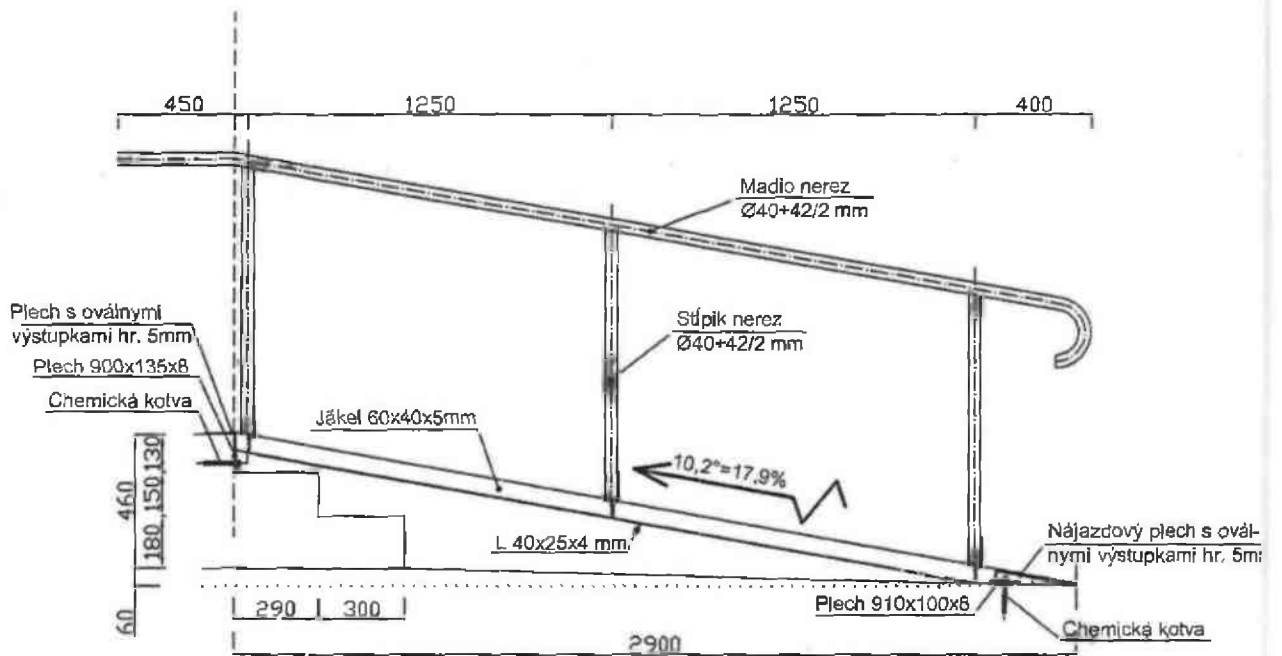 450
1250
1250
400
Madlo nerez
Ø40÷42/2 mm
Plech s oválnymi
výstupkami hr. 5mm
Plech 900x135x8
Chemická kotva
Stĺpik nerez
Ø40÷42/2 mm
Jäkel 60x40x5mm
10,2°=17,9%
130
150
180
460
60
L 40x25x4 mm
Nájazdový plech s ovál-
nymi výstupkami hr. 5m
Plech 910x100x8
Chemická kotva
290
300
2900